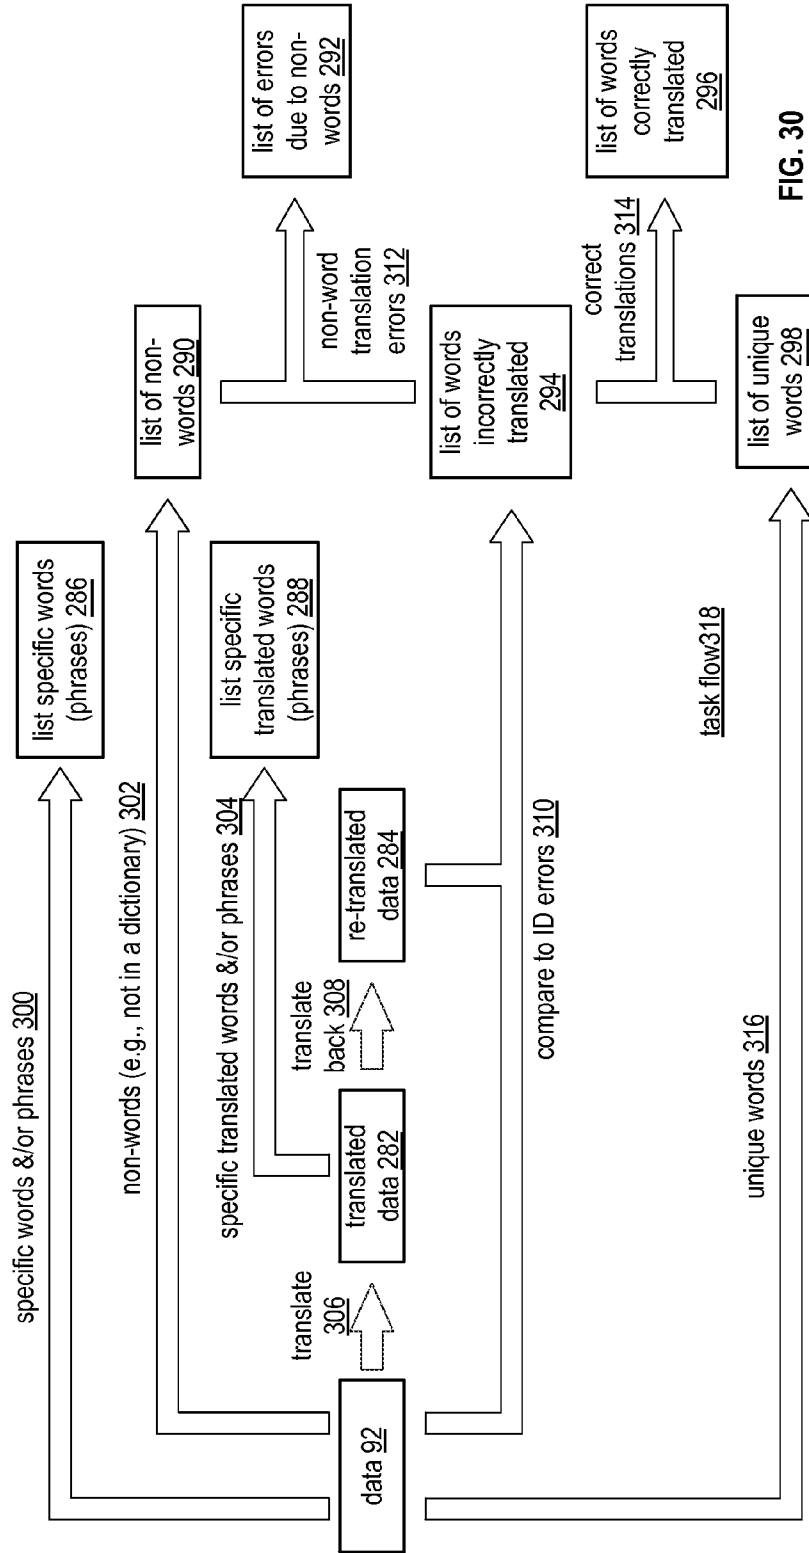 specific words &/or phrases 300
list specific words
(phrases) 286
non-words (e.g., not in a dictionary) 302
list of non-
words 290
specific translated words &/or phrases 304
list specific
translated words
(phrases) 288
list of errors
due to non-
words 292
non-word
translation
errors 312
data 92
translate
306
translated
data 282
translate
back 308
re-translated
data 284
compare to ID errors 310
list of words
incorrectly
translated
294
correct
translations 314
list of words
correctly
translated
296
unique words 316
task flow318
list of unique
words 298
FIG. 30